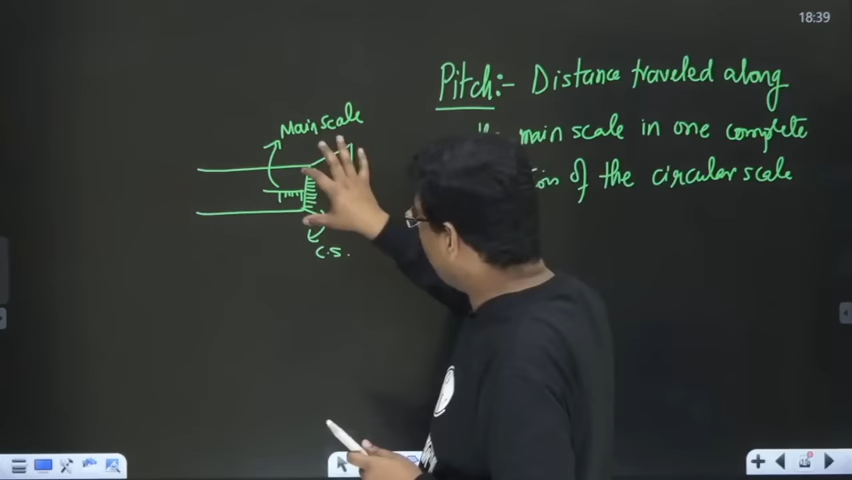 18:39
Pitch:- Distance traveled along
main scale in one complete
of the circular scale
Main scale
C.S.